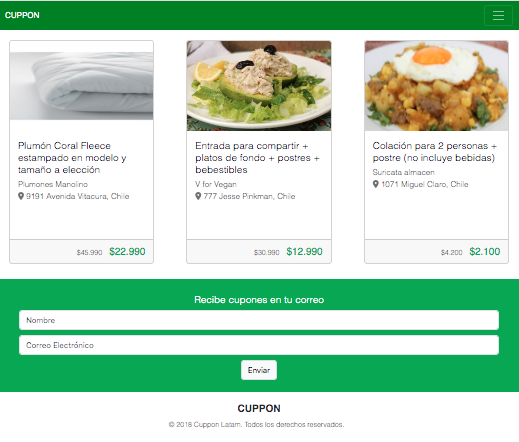 CUPPON
Plumón Coral Fleece
estampado en modelo y
tamaño a elección
Plumones Manolino
9191 Avenida Vitacura, Chile
$45.990 $22.990
Entrada para compartir +
platos de fondo + postres +
bebestibles
V for Vegan
777 Jesse Pinkman, Chile
$30.990 $12.990
Colación para 2 personas +
postre (no incluye bebidas)
Suricata almacen
1071 Miguel Claro, Chile
$4.200 $2.100
Recibe cupones en tu correo
Nombre
Correo Electrónico
Enviar
CUPPON
© 2018 Cuppon Latam. Todos los derechos reservados.